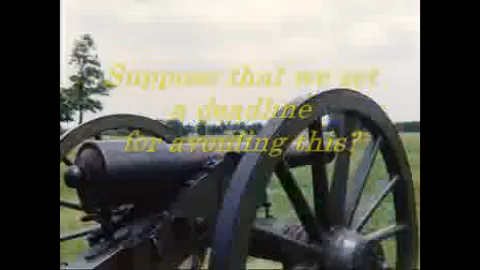 Suppose that we set
a deadline
for avoiding this?